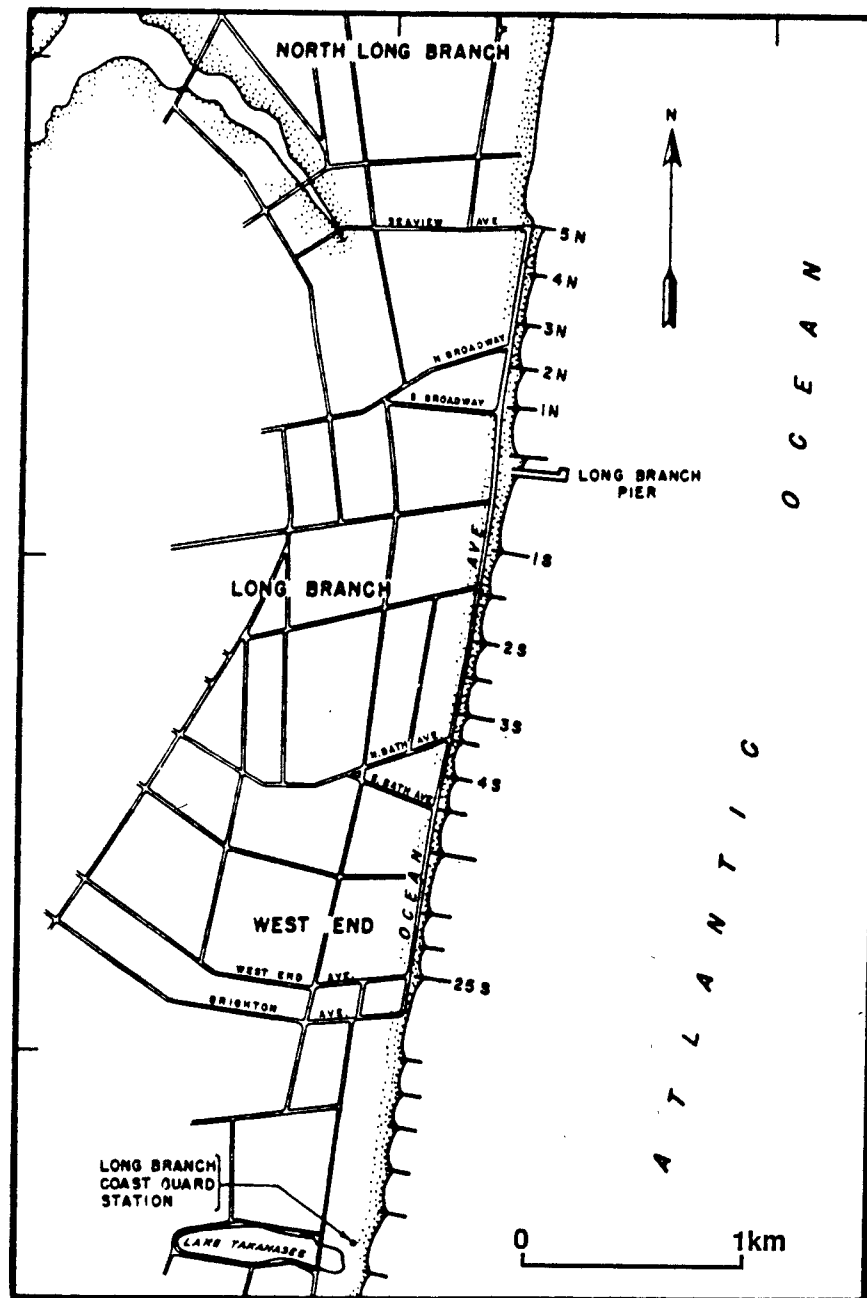 NORTH LONG BRANCH
N
SEAVIEW AVE
5N
4N
3N
N BROADWAY
2N
S BROADWAY
1N
LONG BRANCH
PIER
1S
LONG BRANCH
2S
3S
N. BATH AVE
4S
S. BATH AVE
OCEAN AVE
WEST END
WEST END AVE.
25S
BRIGHTON AVE.
ATLANTIC OCEAN
LONG BRANCH
COAST GUARD
STATION
LAKE TAKANASEE
0 1km